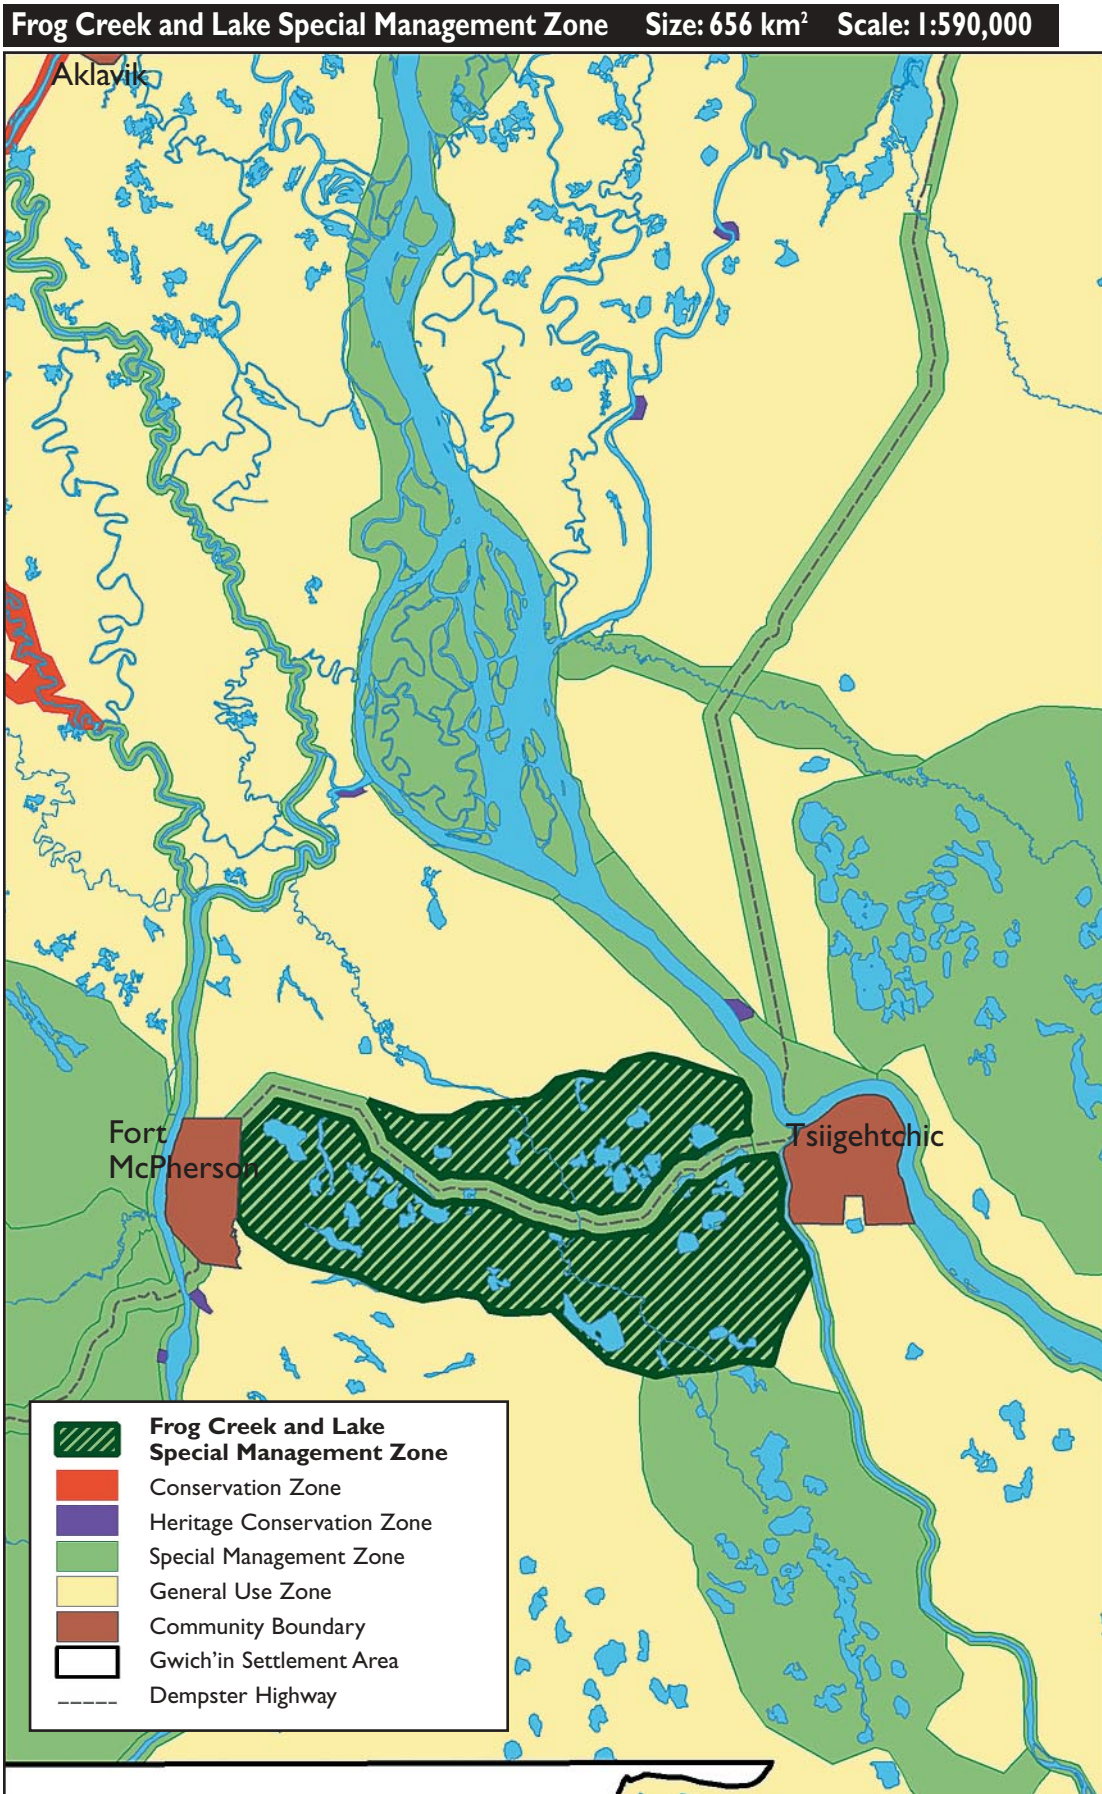 Frog Creek and Lake Special Management Zone Size: 656 km² Scale: 1:590,000
Aklavik
Fort
McPherson
Tsiigehtchic
Frog Creek and Lake
Special Management Zone
Conservation Zone
Heritage Conservation Zone
Special Management Zone
General Use Zone
Community Boundary
Gwich'in Settlement Area
Dempster Highway